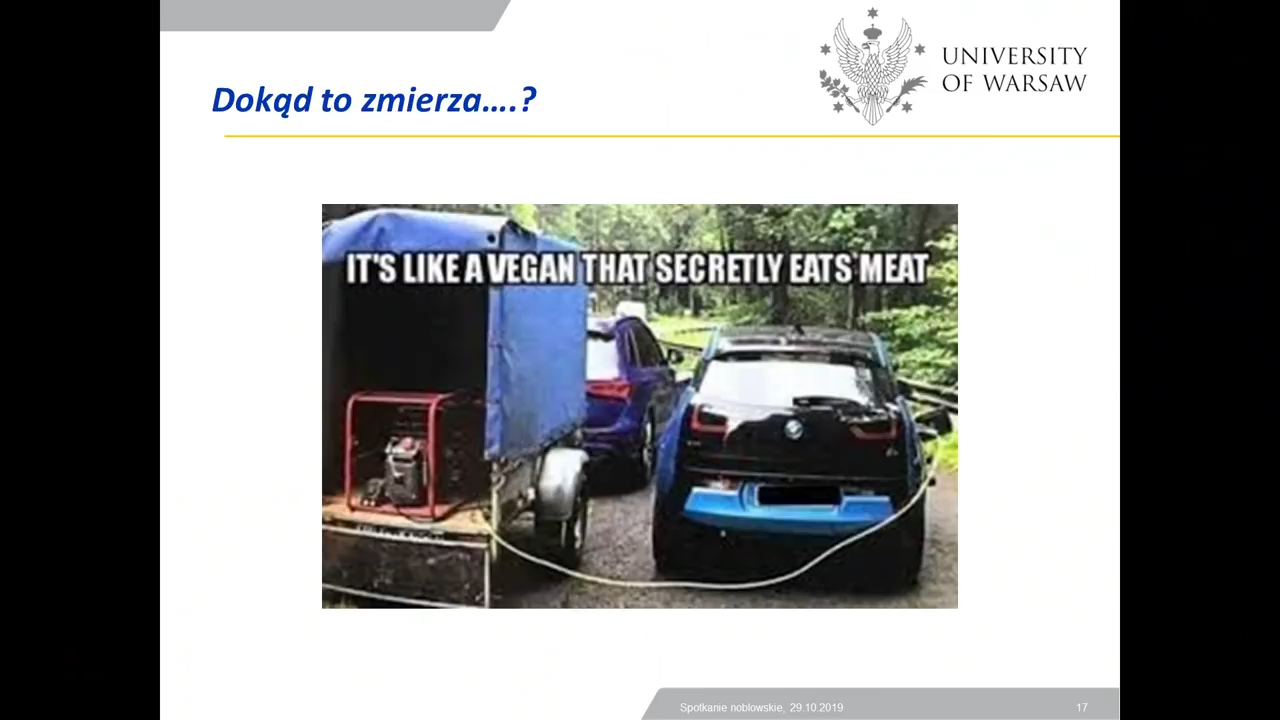 UNIVERSITY
OF WARSAW
Dokąd to zmierza....?
IT'S LIKE A VEGAN THAT SECRETLY EATS MEAT
Spotkanie noblowskie, 29.10.2019
17